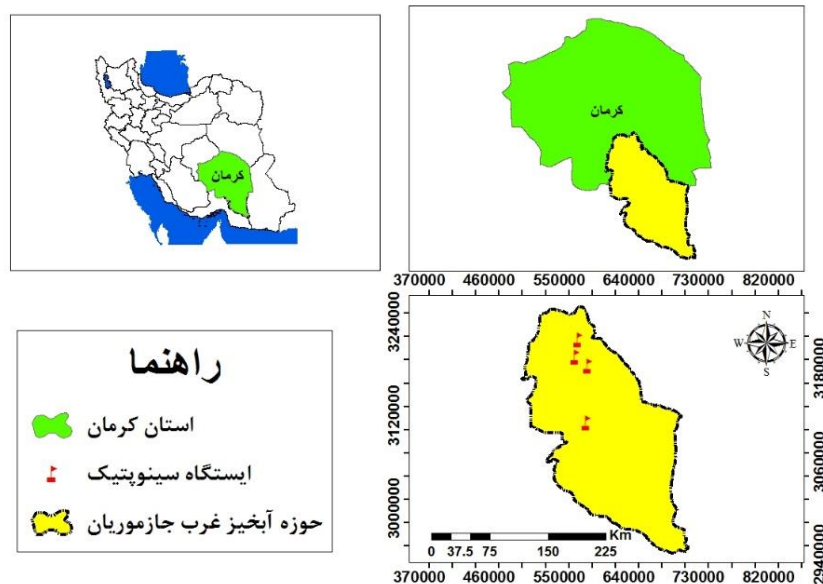 کرمان
کرمان
370000 460000 550000 640000 730000 820000
3240000
3180000
3120000
3060000
3000000
2940000
N
W E
S
Km
0 37.5 75 150 225
370000 460000 550000 640000 730000 820000
راهنما
استان کرمان
ایستگاه سینوپتیک
حوزه آبخیز غرب جازموریان